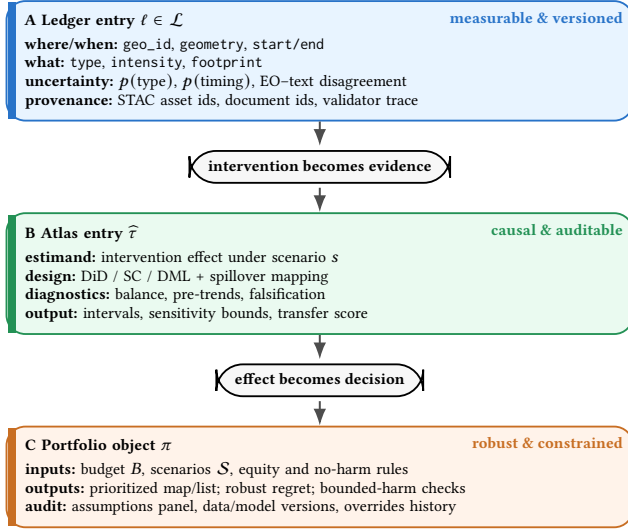 A Ledger entry ℓ ∈ 𝓛 measurable & versioned
where/when: geo_id, geometry, start/end
what: type, intensity, footprint
uncertainty: p(type), p(timing), EO–text disagreement
provenance: STAC asset ids, document ids, validator trace
intervention becomes evidence
B Atlas entry τ̂ causal & auditable
estimand: intervention effect under scenario s
design: DiD / SC / DML + spillover mapping
diagnostics: balance, pre-trends, falsification
output: intervals, sensitivity bounds, transfer score
effect becomes decision
C Portfolio object π robust & constrained
inputs: budget B, scenarios 𝓢, equity and no-harm rules
outputs: prioritized map/list; robust regret; bounded-harm checks
audit: assumptions panel, data/model versions, overrides history